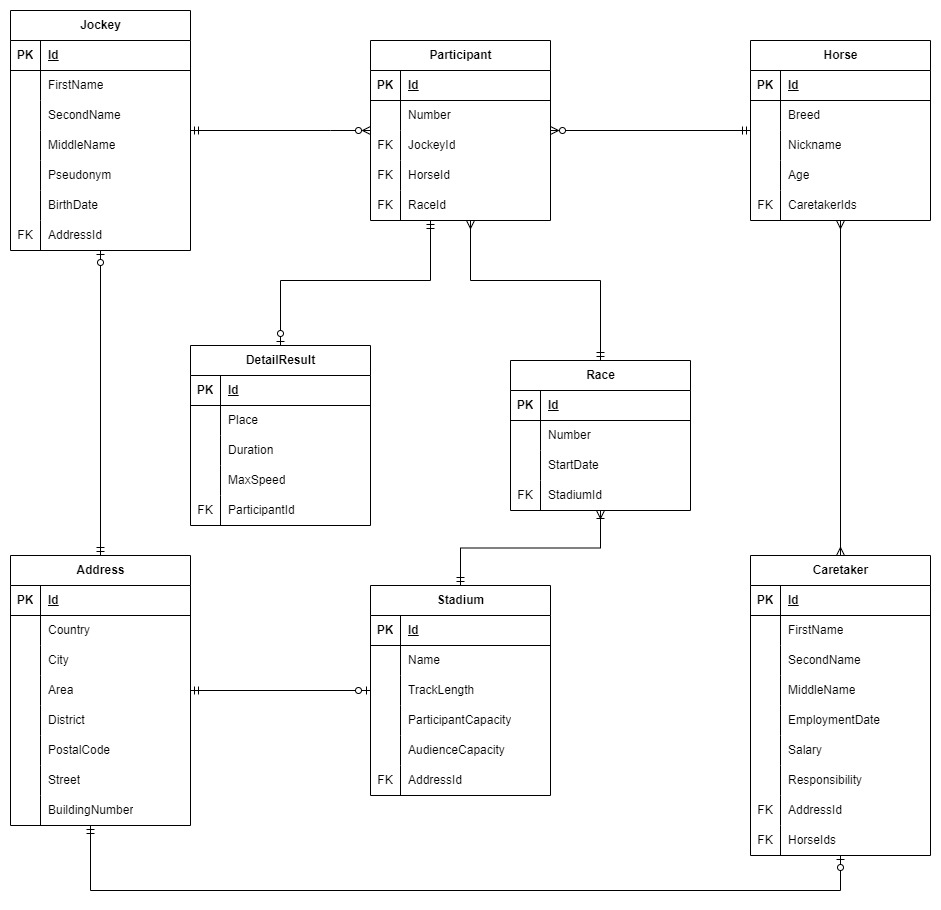 Jockey
PK Id
FirstName
SecondName
MiddleName
Pseudonym
BirthDate
FK AddressId
Participant
PK Id
Number
FK JockeyId
FK HorseId
FK RaceId
Horse
PK Id
Breed
Nickname
Age
FK CaretakerIds
DetailResult
PK Id
Place
Duration
MaxSpeed
FK ParticipantId
Race
PK Id
Number
StartDate
FK StadiumId
Address
PK Id
Country
City
Area
District
PostalCode
Street
BuildingNumber
Stadium
PK Id
Name
TrackLength
ParticipantCapacity
AudienceCapacity
FK AddressId
Caretaker
PK Id
FirstName
SecondName
MiddleName
EmploymentDate
Salary
Responsibility
FK AddressId
FK HorseIds